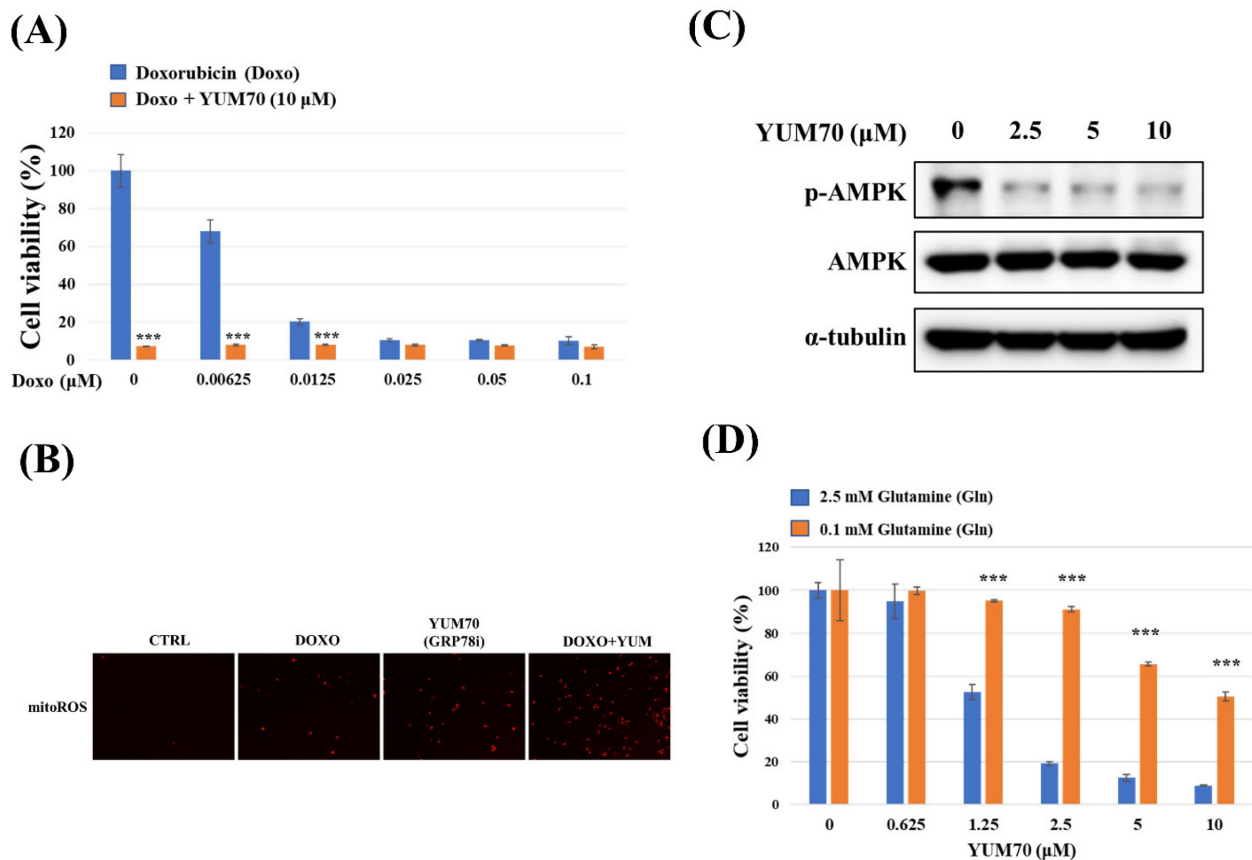 (A)
Doxorubicin (Doxo)
Doxo + YUM70 (10 μM)
Cell viability (%)
120
100
80
60
40
20
0
***
***
***
Doxo (μM)
0 0.00625 0.0125 0.025 0.05 0.1
(B)
CTRL
DOXO
YUM70
(GRP78i)
DOXO+YUM
mitoROS
(C)
YUM70 (μM) 0 2.5 5 10
p-AMPK
AMPK
α-tubulin
(D)
2.5 mM Glutamine (Gln)
0.1 mM Glutamine (Gln)
Cell viability (%)
120
100
80
60
40
20
0
***
***
***
***
0 0.625 1.25 2.5 5 10
YUM70 (μM)